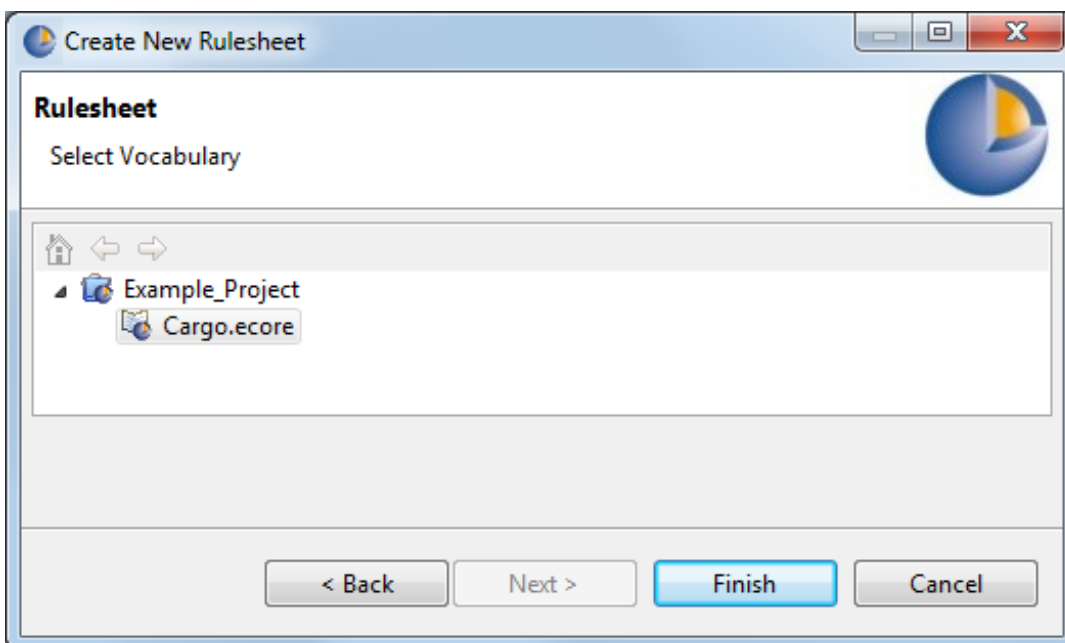 Create New Rulesheet
Rulesheet
Select Vocabulary
Example_Project
Cargo.ecore
< Back Next > Finish Cancel